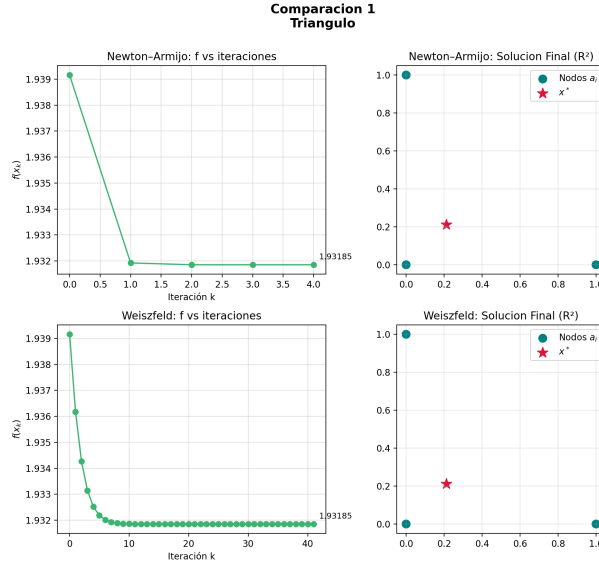 Comparacion 1
Triangulo
Newton–Armijo: f vs iteraciones
1.939
1.938
1.937
1.936
1.935
1.934
1.933
1.932
f(xₖ)
1.93185
0.0 0.5 1.0 1.5 2.0 2.5 3.0 3.5 4.0
Iteración k
Newton–Armijo: Solucion Final (R²)
Nodos aᵢ
x*
1.0
0.8
0.6
0.4
0.2
0.0
0.0 0.2 0.4 0.6 0.8 1.0
Weiszfeld: f vs iteraciones
1.939
1.938
1.937
1.936
1.935
1.934
1.933
1.932
f(xₖ)
1.93185
0 10 20 30 40
Iteración k
Weiszfeld: Solucion Final (R²)
Nodos aᵢ
x*
1.0
0.8
0.6
0.4
0.2
0.0
0.0 0.2 0.4 0.6 0.8 1.0